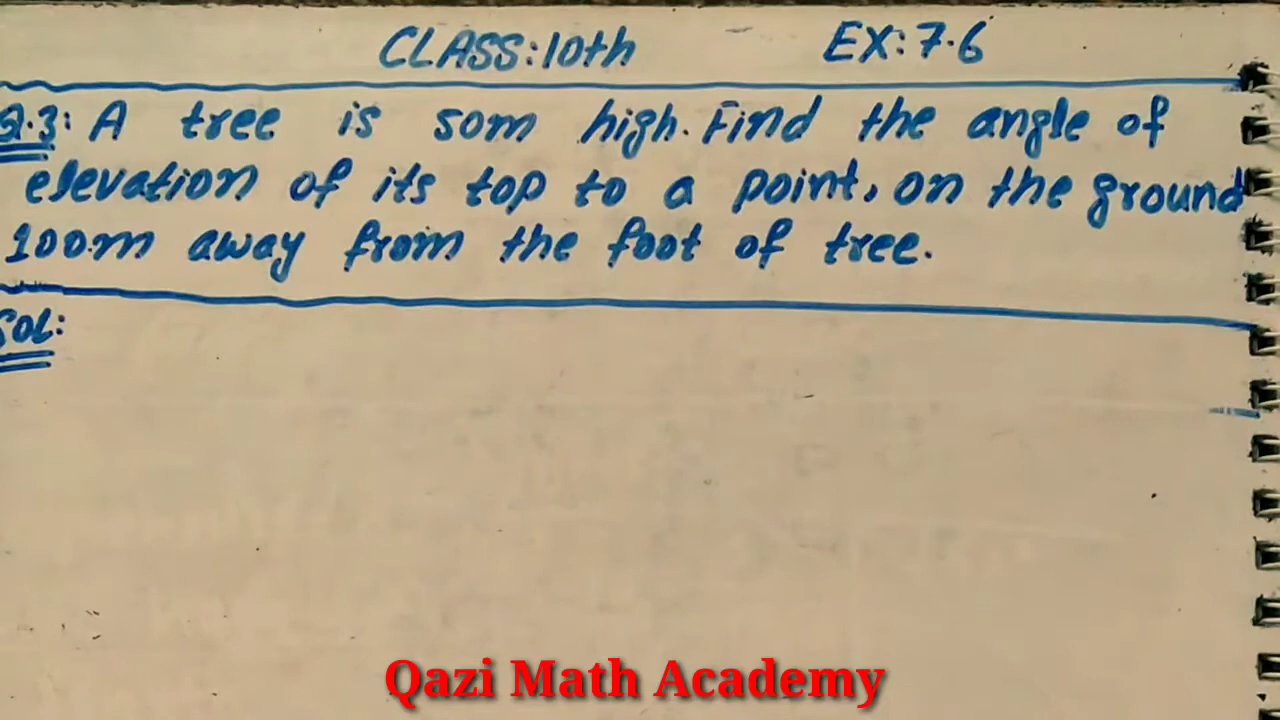 CLASS:10th EX:7.6
Q.3: A tree is 50m high. Find the angle of
elevation of its top to a point, on the ground
100m away from the foot of tree.
Sol:
Qazi Math Academy